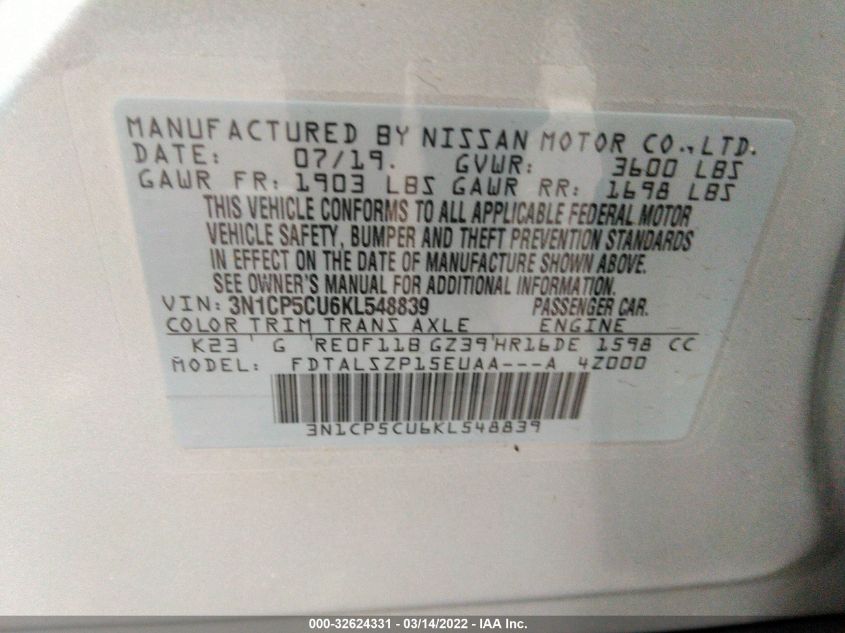 MANUFACTURED BY NISSAN MOTOR CO., LTD.
DATE: 07/19. GVWR: 3600 LBS
GAWR FR: 1903 LBS GAWR RR: 1698 LBS
THIS VEHICLE CONFORMS TO ALL APPLICABLE FEDERAL MOTOR
VEHICLE SAFETY, BUMPER AND THEFT PREVENTION STANDARDS
IN EFFECT ON THE DATE OF MANUFACTURE SHOWN ABOVE.
SEE OWNER'S MANUAL FOR ADDITIONAL INFORMATION.
VIN: 3N1CP5CU6KL548839 PASSENGER CAR.
COLOR TRIM TRANS AXLE ENGINE
K23 G RE0F11B GZ39 HR16DE 1598 CC
MODEL: FDTALSZP15EUAA---A 4Z000
3N1CP5CU6KL548839
000-32624331 - 03/14/2022 - IAA Inc.